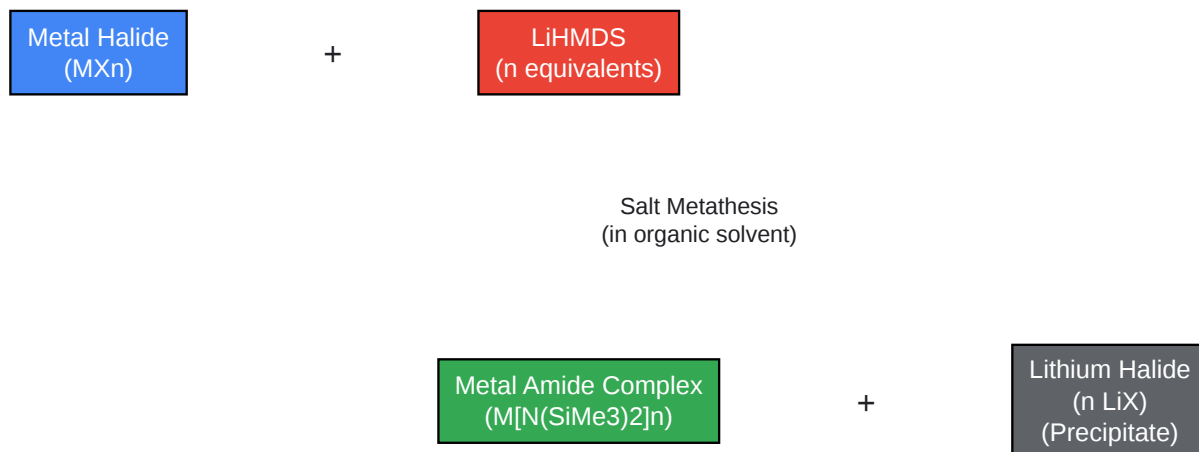 Metal Halide
(MXn)
+
LiHMDS
(n equivalents)
Salt Metathesis
(in organic solvent)
Metal Amide Complex
(M[N(SiMe3)2]n)
+
Lithium Halide
(n LiX)
(Precipitate)